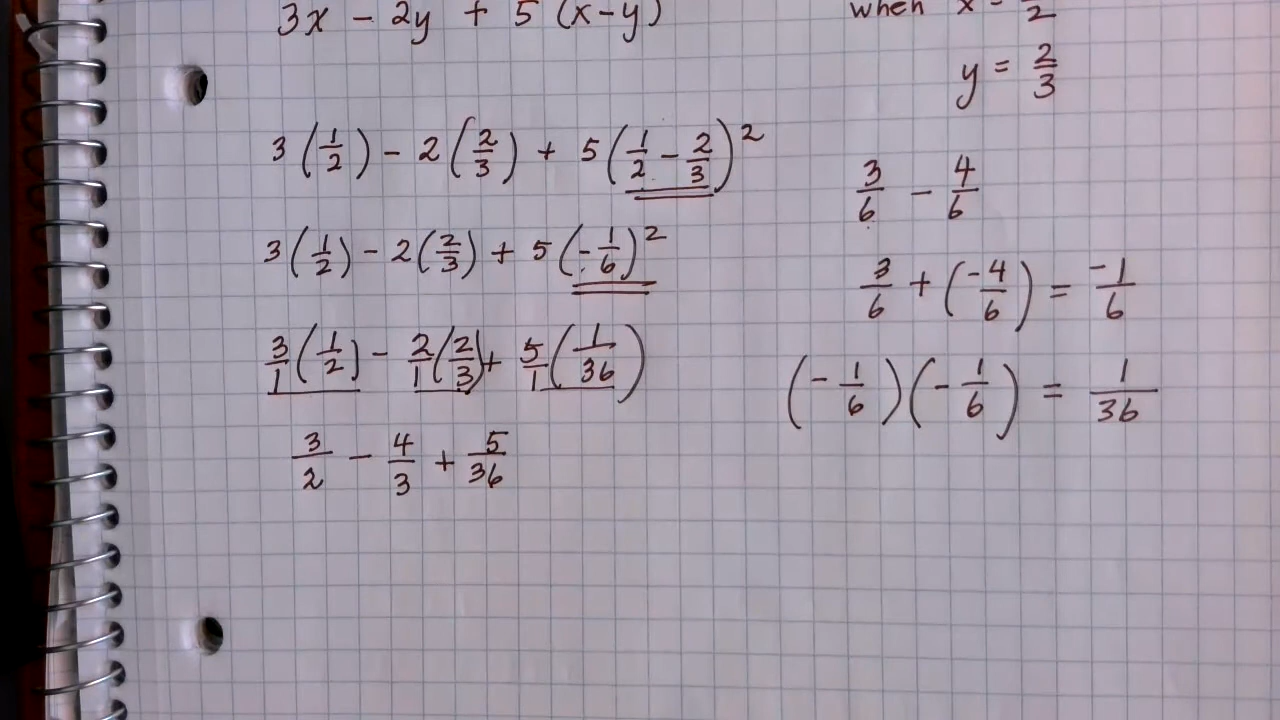 3x - 2y + 5 (x-y)
when x = 1/2
y = 2/3
3(1/2) - 2(2/3) + 5(1/2 - 2/3)²
3/6 - 4/6
3(1/2) - 2(2/3) + 5(-1/6)²
3/6 + (-4/6) = -1/6
3/1(1/2) - 2/1(2/3) + 5/1(1/36)
(-1/6)(-1/6) = 1/36
3/2 - 4/3 + 5/36